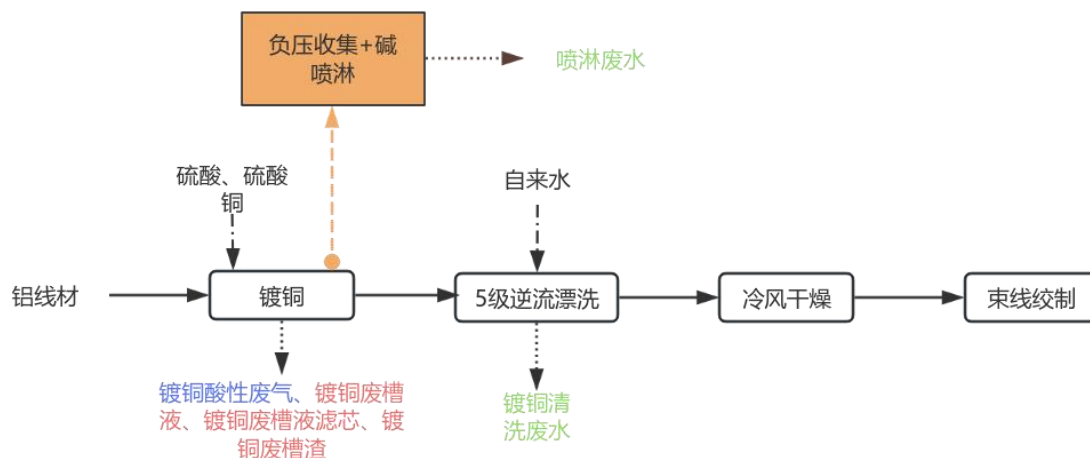 负压收集+碱
喷淋
喷淋废水
硫酸、硫酸
铜
自来水
铝线材
镀铜
5级逆流漂洗
冷风干燥
束线绞制
镀铜酸性废气、镀铜废槽
液、镀铜废槽液滤芯、镀
铜废槽渣
镀铜清
洗废水